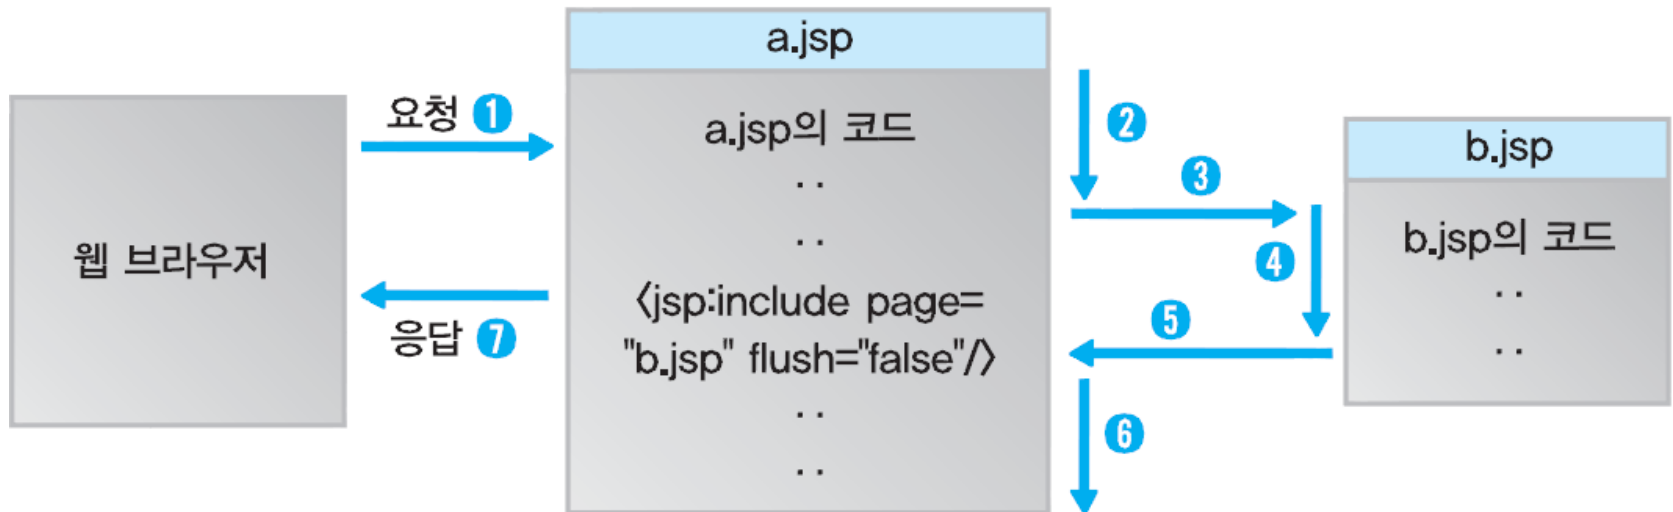 웹 브라우저
요청 ❶
응답 ❼
a.jsp
a.jsp의 코드
. .
. .
<jsp:include page=
"b.jsp" flush="false"/>
. .
. .
❷
❸
❹
❺
❻
b.jsp
b.jsp의 코드
. .
. .